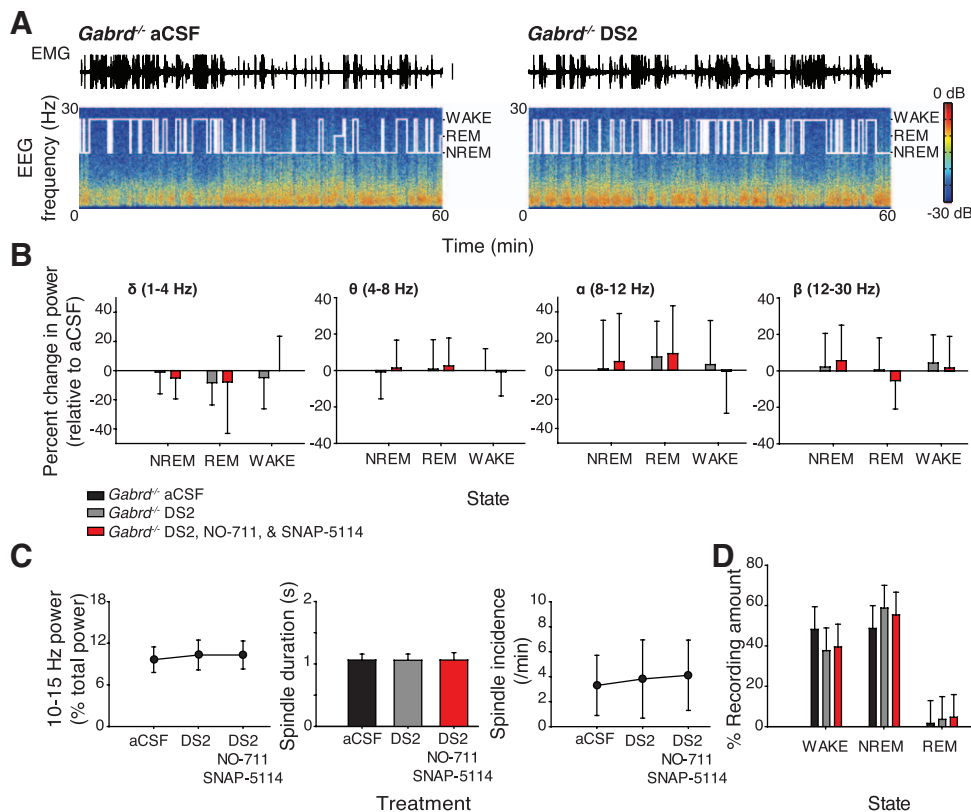 A
Gabrd-/- aCSF
Gabrd-/- DS2
EMG
EEG
frequency (Hz)
30
0
60
WAKE
REM
NREM
0
60
WAKE
REM
NREM
0 dB
-30 dB
Time (min)
B
Percent change in power
(relative to aCSF)
δ (1-4 Hz)
40
20
0
-20
-40
NREM REM WAKE
θ (4-8 Hz)
40
20
0
-20
-40
NREM REM WAKE
α (8-12 Hz)
40
20
0
-20
-40
NREM REM WAKE
β (12-30 Hz)
40
20
0
-20
-40
NREM REM WAKE
State
Gabrd-/- aCSF
Gabrd-/- DS2
Gabrd-/- DS2, NO-711, & SNAP-5114
C
10-15 Hz power
(% total power)
18
12
6
0
aCSF DS2 DS2
NO-711
SNAP-5114
Spindle duration (s)
2
1
0
aCSF DS2 DS2
NO-711
SNAP-5114
Spindle incidence
(/min)
10
8
6
4
2
0
aCSF DS2 DS2
NO-711
SNAP-5114
Treatment
D
% Recording amount
80
60
40
20
0
WAKE NREM REM
State